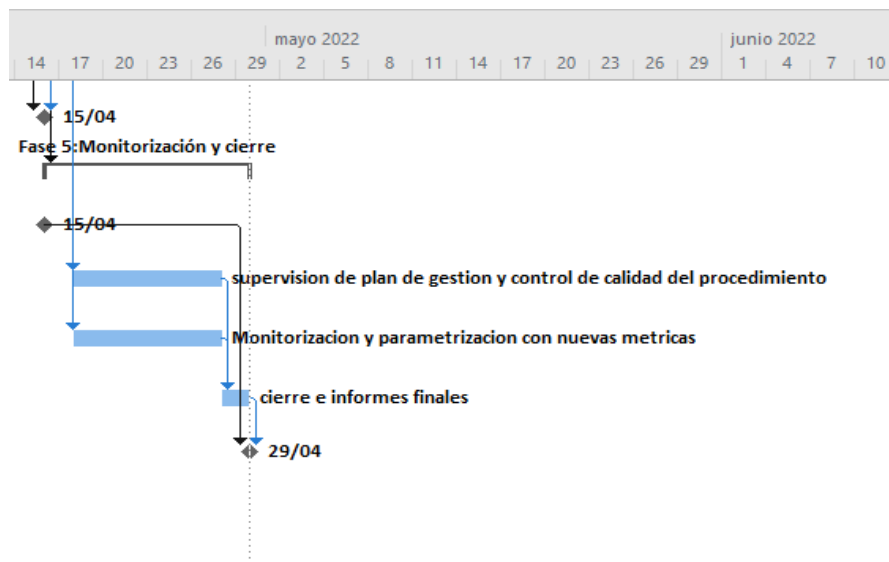 mayo 2022 junio 2022
14 17 20 23 26 29 2 5 8 11 14 17 20 23 26 29 1 4 7 10
15/04
Fase 5:Monitorización y cierre
15/04
supervision de plan de gestion y control de calidad del procedimiento
Monitorizacion y parametrizacion con nuevas metricas
cierre e informes finales
29/04